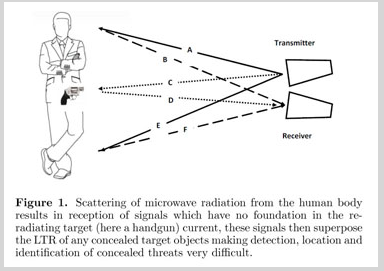 Transmitter
A
B
C
D
E
F
Receiver
Figure 1. Scattering of microwave radiation from the human body
results in reception of signals which have no foundation in the re-
radiating target (here a handgun) current, these signals then superpose
the LTR of any concealed target objects making detection, location and
identification of concealed threats very difficult.